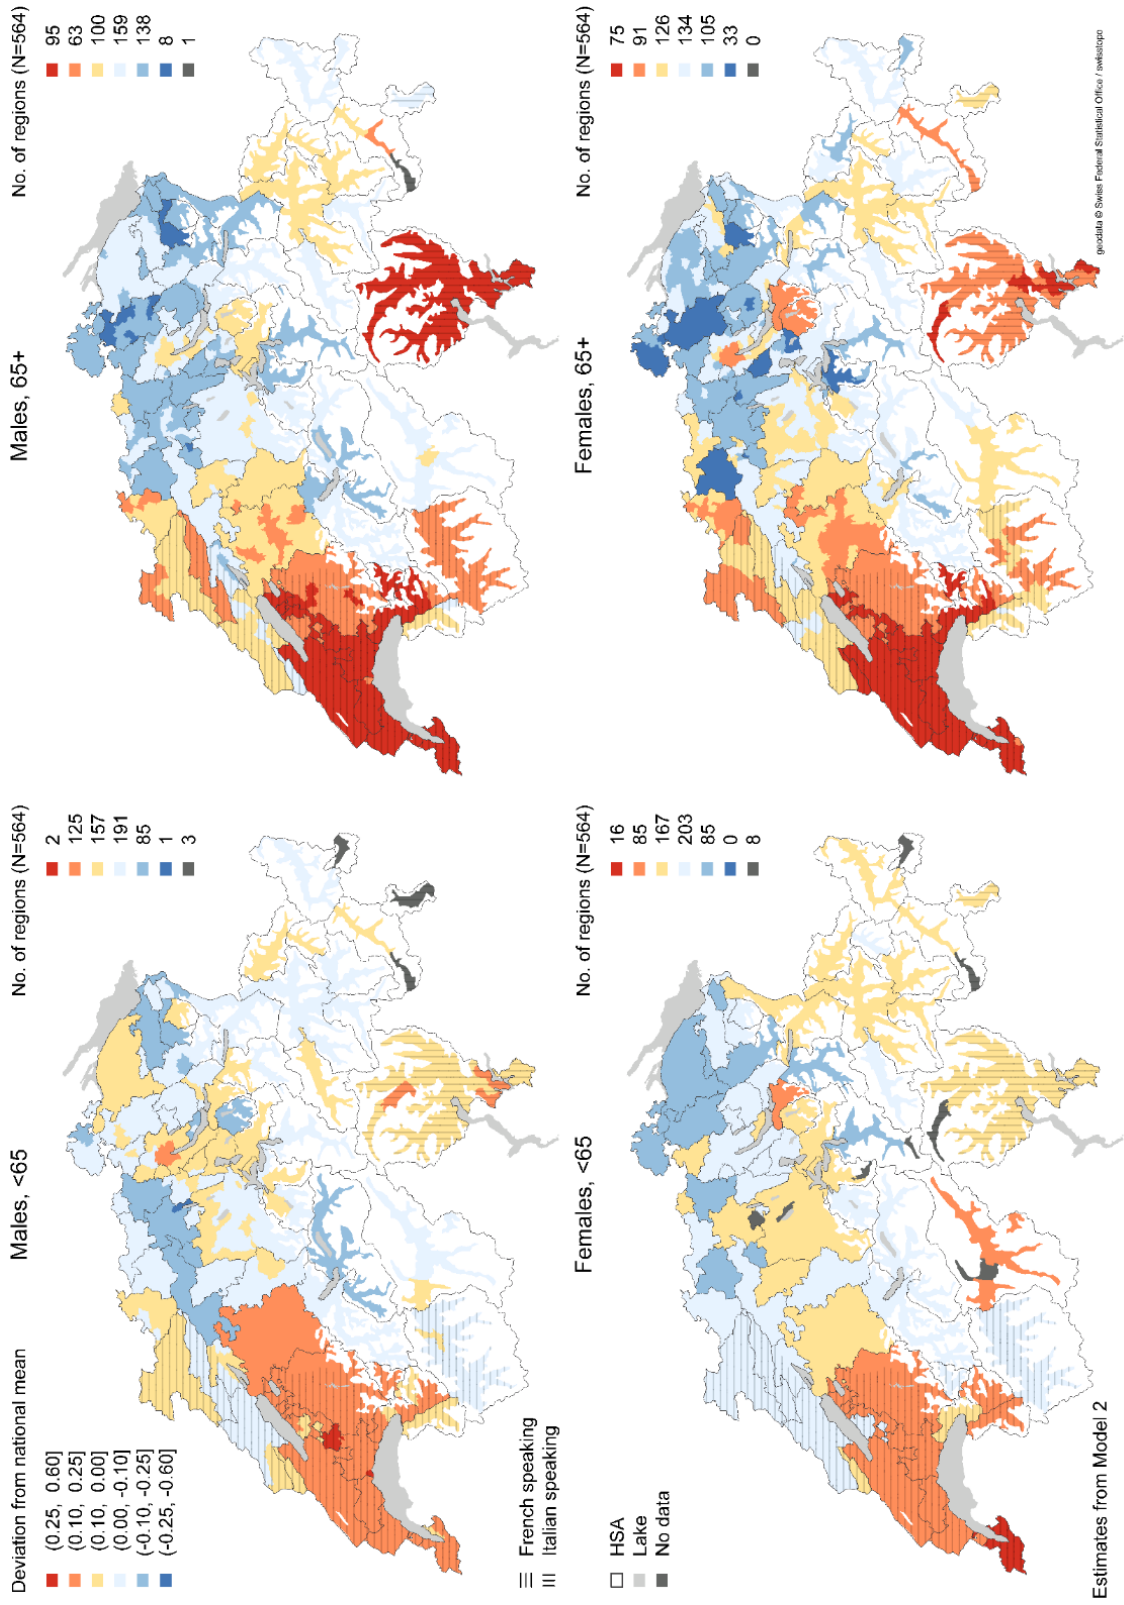 Deviation from national mean
(0.25, 0.60]
(0.10, 0.25]
(0.10, 0.00]
(0.00, -0.10]
(-0.10, -0.25]
(-0.25, -0.60]
French speaking
Italian speaking
Males, <65
No. of regions (N=564)
2
125
157
191
85
1
3
Males, 65+
No. of regions (N=564)
95
63
100
159
138
8
1
HSA
Lake
No data
Females, <65
No. of regions (N=564)
16
85
167
203
85
0
8
Females, 65+
No. of regions (N=564)
75
91
126
134
105
33
0
Estimates from Model 2
geodata © Swiss Federal Statistical Office / swisstopo